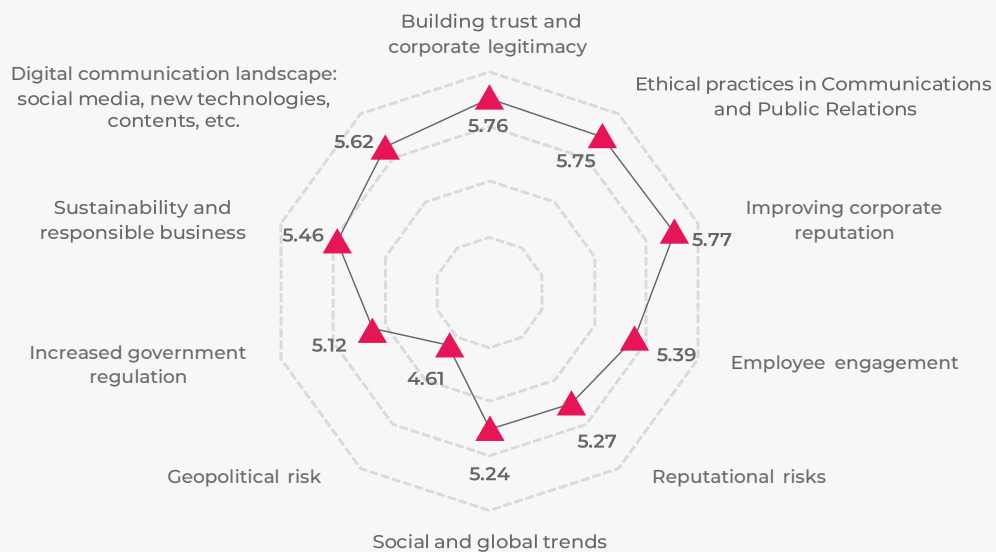 Building trust and
corporate legitimacy
Digital communication landscape:
social media, new technologies,
contents, etc.
Ethical practices in Communications
and Public Relations
5.76
5.62
5.75
Sustainability and
responsible business
Improving corporate
reputation
5.46
5.77
Increased government
regulation
5.12
5.39
Employee engagement
4.61
5.27
5.24
Geopolitical risk
Reputational risks
Social and global trends